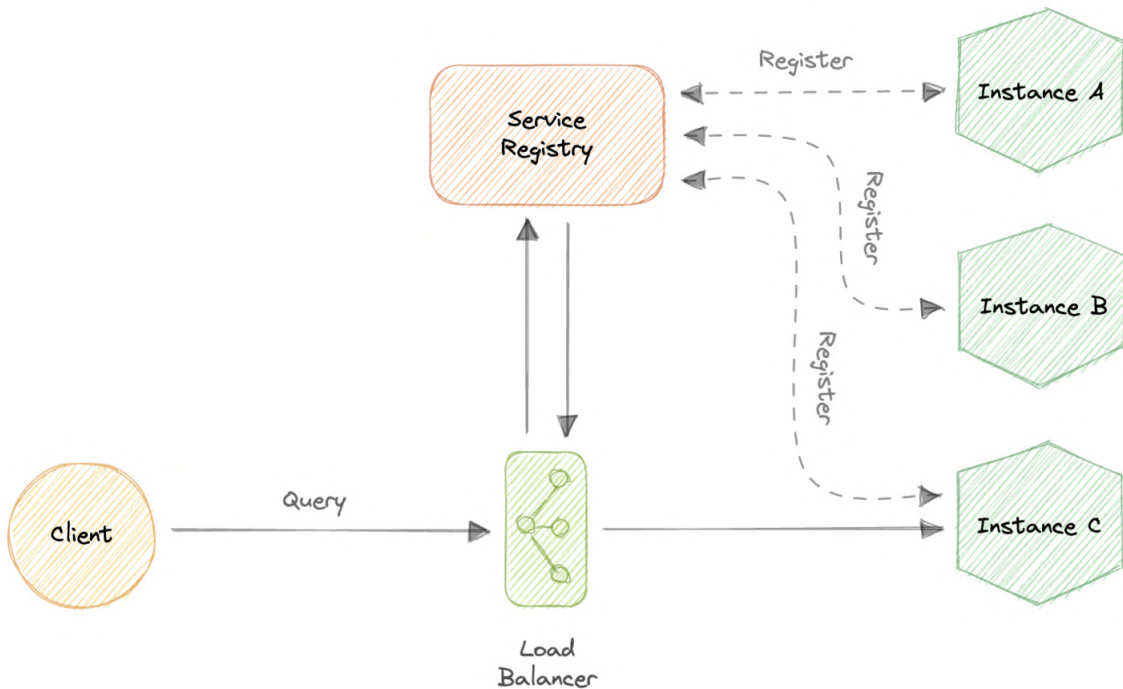 Register
Instance A
Service
Registry
Register
Instance B
Register
Query
Client
Instance C
Load
Balancer